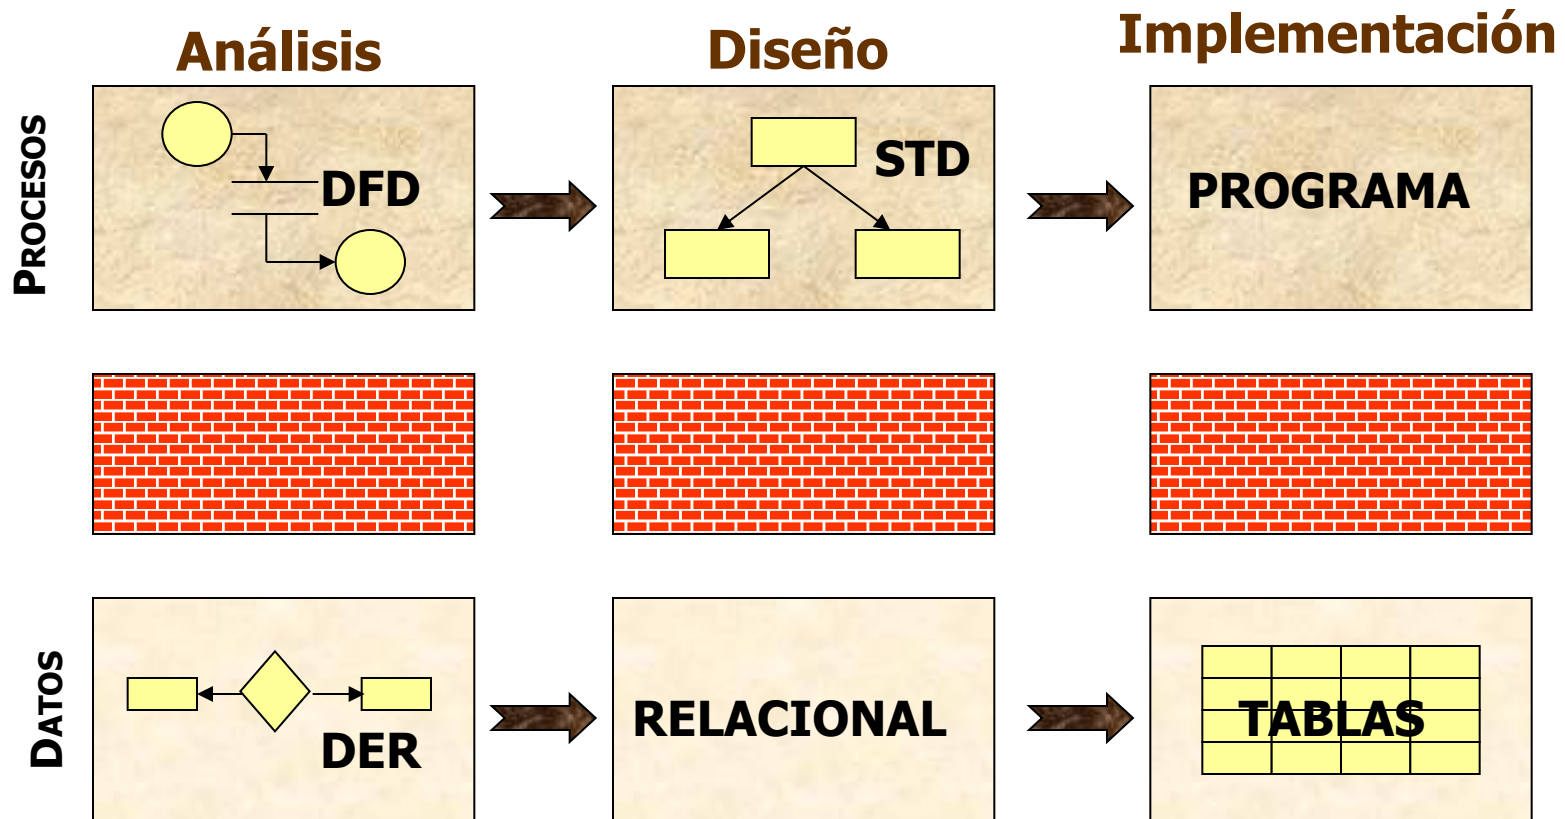 Análisis
Diseño
Implementación
PROCESOS
DFD
STD
PROGRAMA
DATOS
DER
RELACIONAL
TABLAS